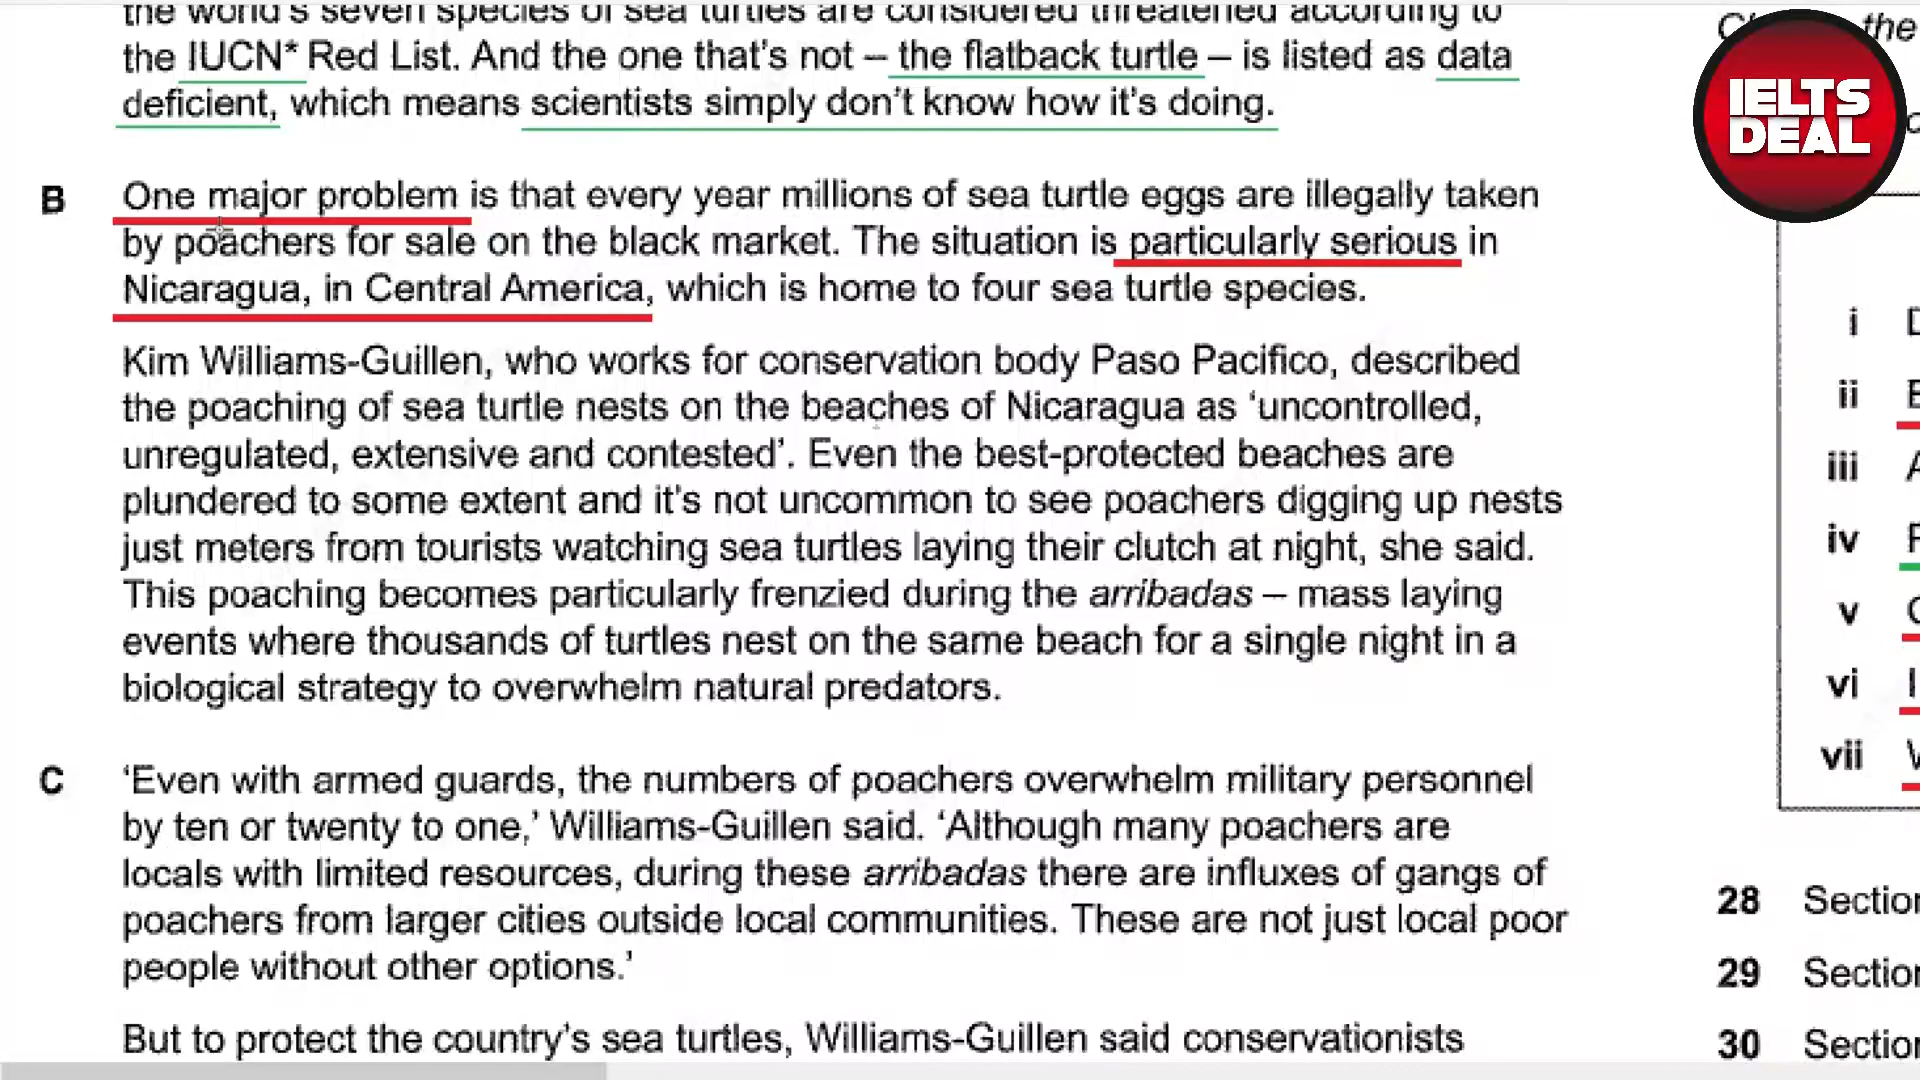 the world's seven species of sea turtles are considered threatened according to
the IUCN* Red List. And the one that's not – the flatback turtle – is listed as data
deficient, which means scientists simply don't know how it's doing.
B One major problem is that every year millions of sea turtle eggs are illegally taken
by poachers for sale on the black market. The situation is particularly serious in
Nicaragua, in Central America, which is home to four sea turtle species.
Kim Williams-Guillen, who works for conservation body Paso Pacifico, described
the poaching of sea turtle nests on the beaches of Nicaragua as 'uncontrolled,
unregulated, extensive and contested'. Even the best-protected beaches are
plundered to some extent and it's not uncommon to see poachers digging up nests
just meters from tourists watching sea turtles laying their clutch at night, she said.
This poaching becomes particularly frenzied during the arribadas – mass laying
events where thousands of turtles nest on the same beach for a single night in a
biological strategy to overwhelm natural predators.
C 'Even with armed guards, the numbers of poachers overwhelm military personnel
by ten or twenty to one,' Williams-Guillen said. 'Although many poachers are
locals with limited resources, during these arribadas there are influxes of gangs of
poachers from larger cities outside local communities. These are not just local poor
people without other options.'
But to protect the country's sea turtles, Williams-Guillen said conservationists
the
IELTS
DEAL
i
ii
iii
iv
v
vi
vii
28 Section
29 Section
30 Section